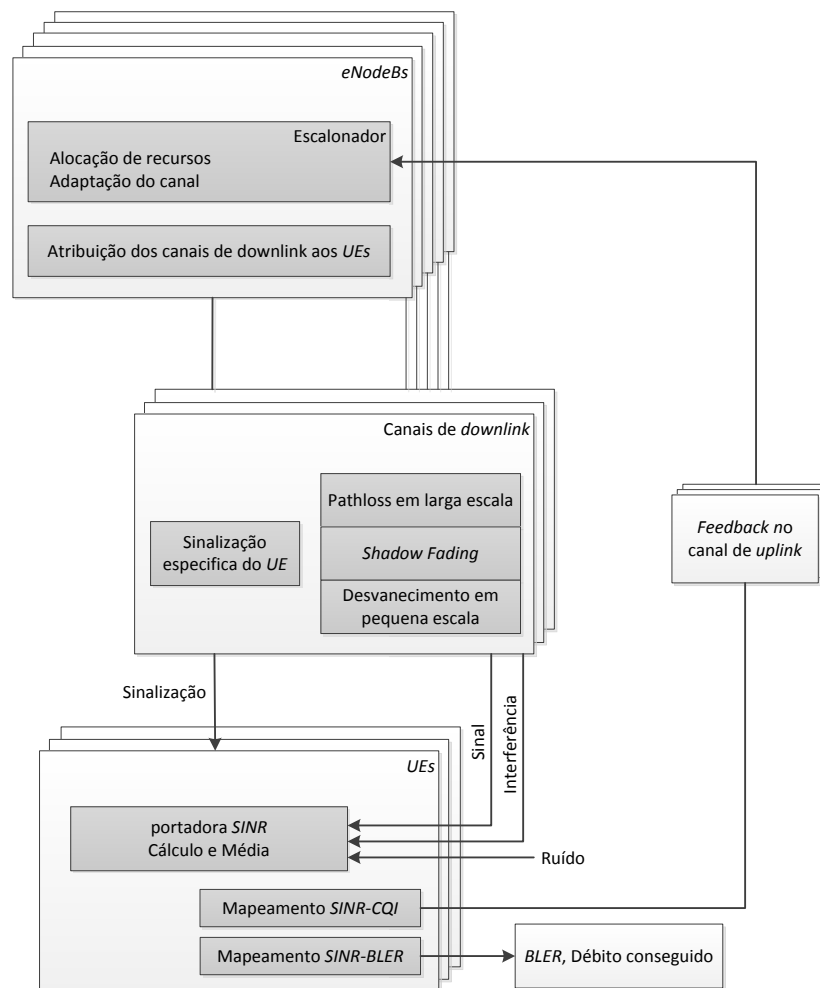 eNodeBs
Escalonador
Alocação de recursos
Adaptação do canal
Atribuição dos canais de downlink aos UEs
Canais de downlink
Pathloss em larga escala
Sinalização
especifica do UE
Shadow Fading
Desvanecimento em
pequena escala
Feedback no
canal de uplink
Sinalização
Sinal
Interferência
UEs
portadora SINR
Cálculo e Média
Ruído
Mapeamento SINR-CQI
Mapeamento SINR-BLER
BLER, Débito conseguido